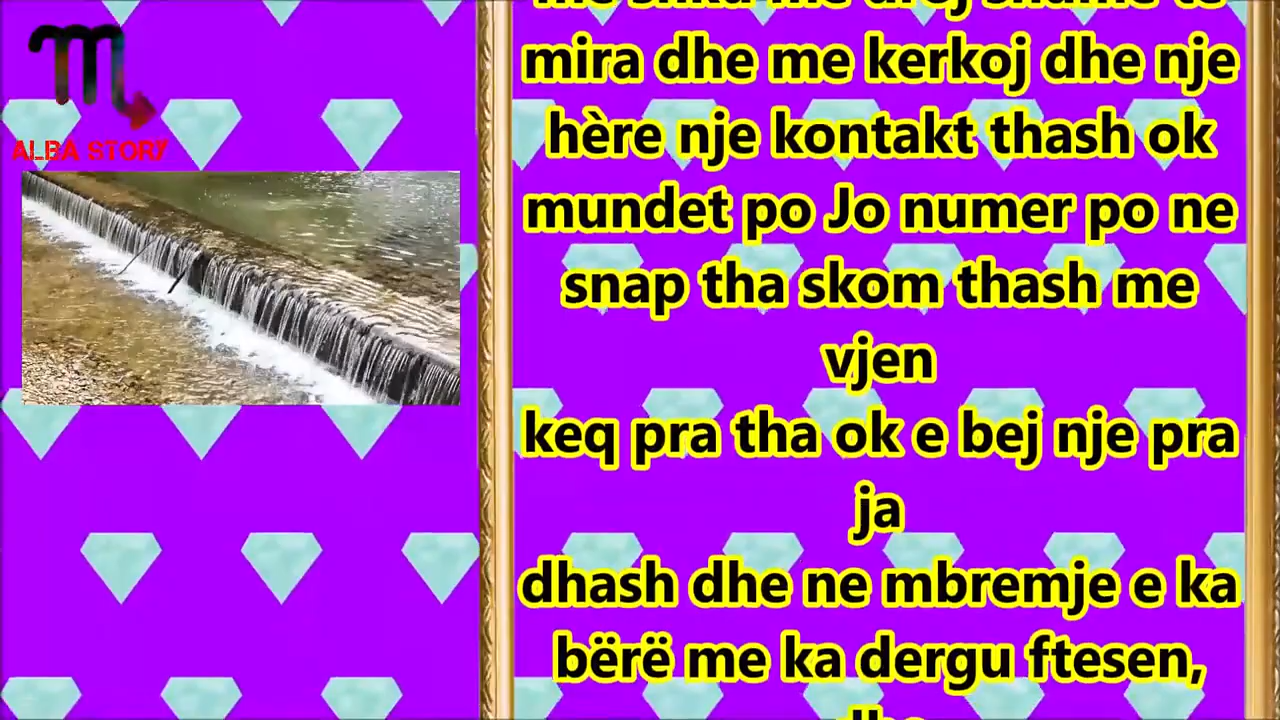 ALBA STORY
mira dhe me kerkoj dhe nje
hère nje kontakt thash ok
mundet po Jo numer po ne
snap tha skom thash me
vjen
keq pra tha ok e bej nje pra
ja
dhash dhe ne mbremje e ka
bërë me ka dergu ftesen,